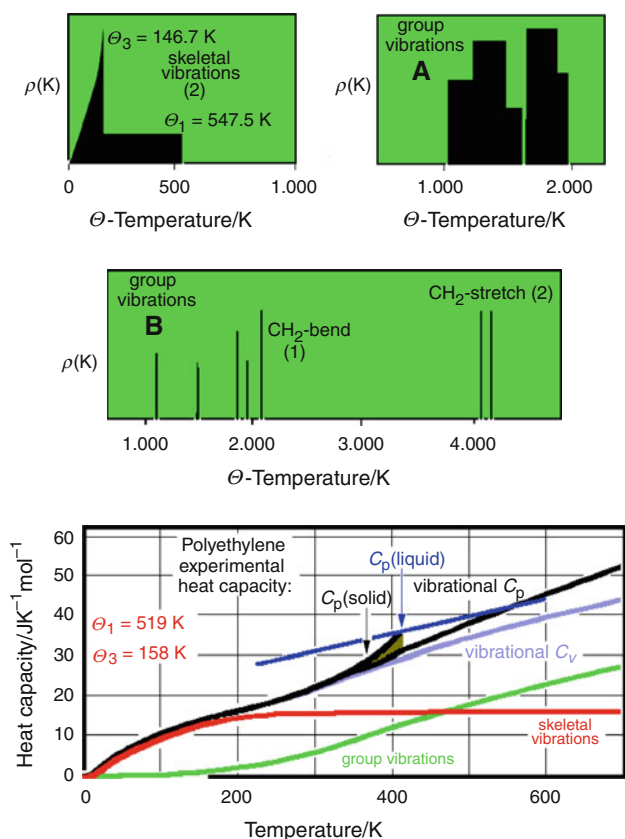 Θ3 = 146.7 K
skeletal
vibrations
(2)
Θ1 = 547.5 K
ρ(K)
0
500
1.000
Θ-Temperature/K
group
vibrations
A
ρ(K)
1.000
2.000
Θ-Temperature/K
group
vibrations
B
CH2-bend
(1)
CH2-stretch (2)
ρ(K)
1.000
2.000
3.000
4.000
Θ-Temperature/K
Heat capacity/JK−1mol−1
60
50
40
30
20
10
0
Polyethylene
experimental
heat capacity:
Cp(liquid)
Cp(solid)
vibrational Cp
Θ1 = 519 K
Θ3 = 158 K
vibrational Cv
skeletal
vibrations
group vibrations
0
200
400
600
Temperature/K